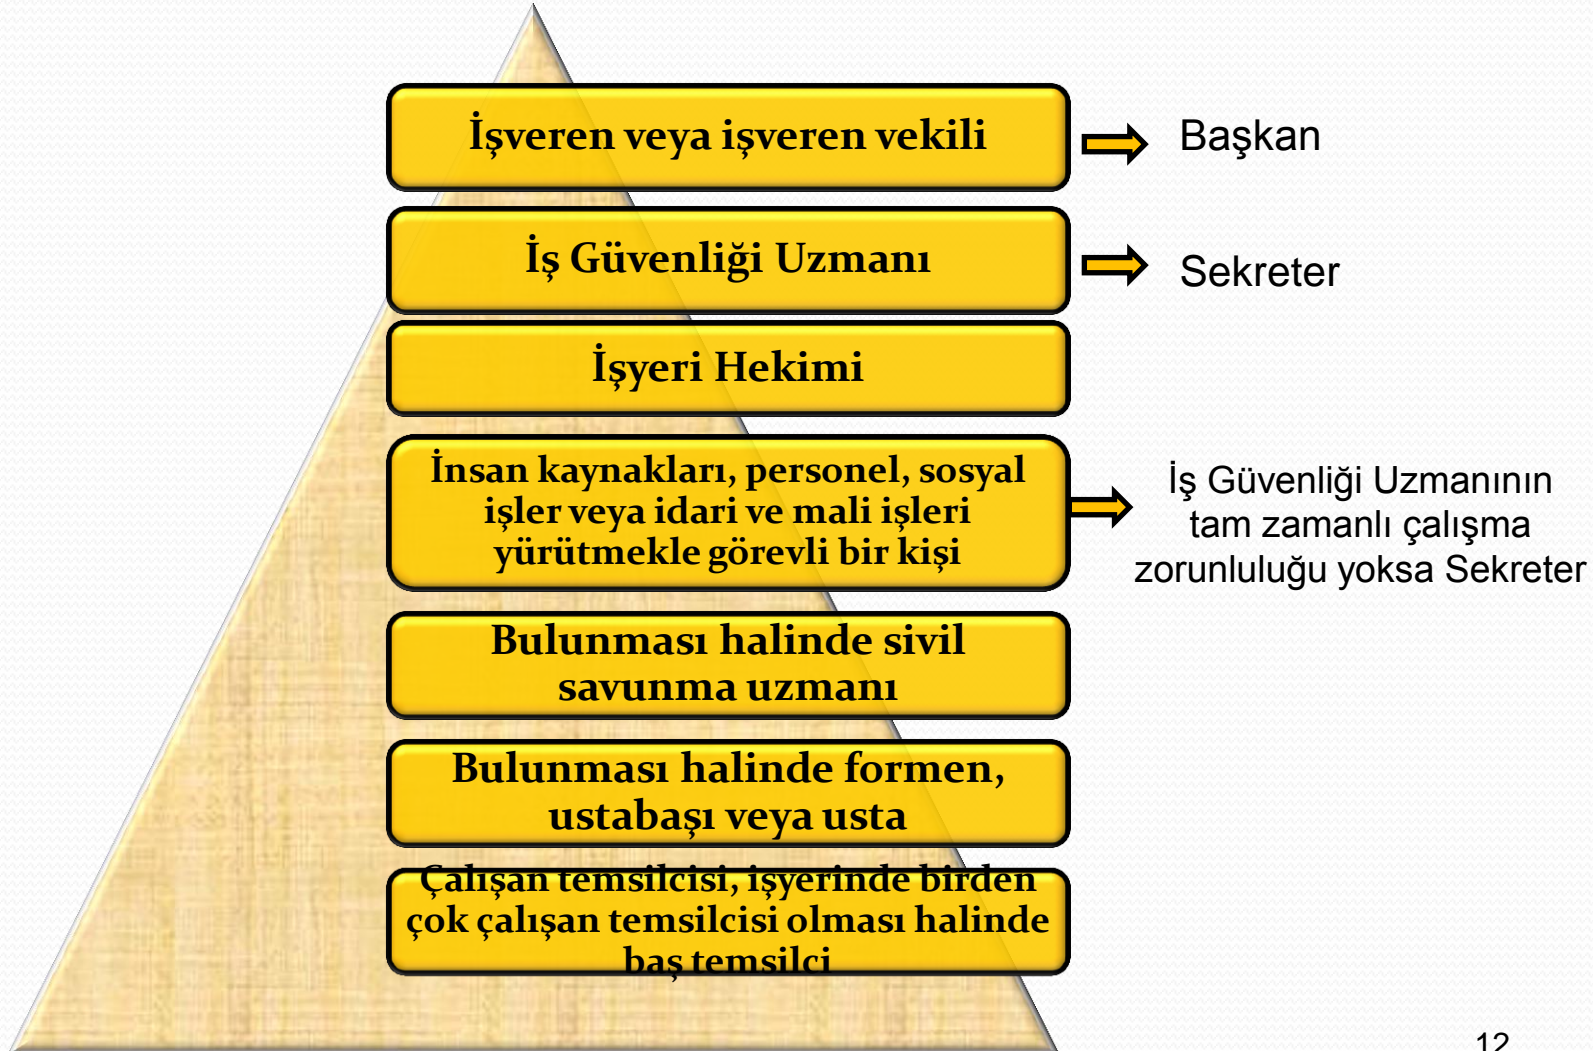 İşveren veya işveren vekili
Başkan
İş Güvenliği Uzmanı
Sekreter
İşyeri Hekimi
İnsan kaynakları, personel, sosyal
işler veya idari ve mali işleri
yürütmekle görevli bir kişi
İş Güvenliği Uzmanının
tam zamanlı çalışma
zorunluluğu yoksa Sekreter
Bulunması halinde sivil
savunma uzmanı
Bulunması halinde formen,
ustabaşı veya usta
Çalışan temsilcisi, işyerinde birden
çok çalışan temsilcisi olması halinde
baş temsilci
12